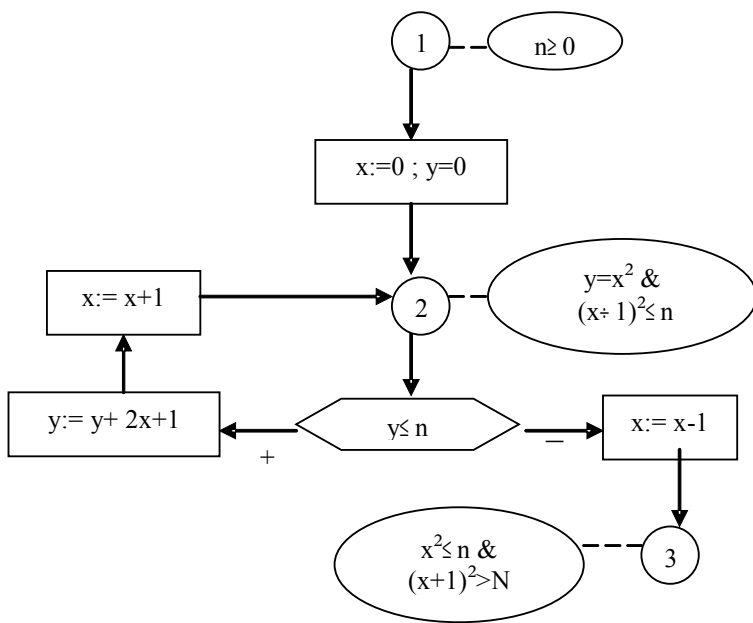 1
n≥ 0
x:=0 ; y=0
x:= x+1
2
y=x² &
(x÷ 1)²≤ n
y:= y+ 2x+1
y≤ n
x:= x-1
+
–
x²≤ n &
(x+1)²>N
3